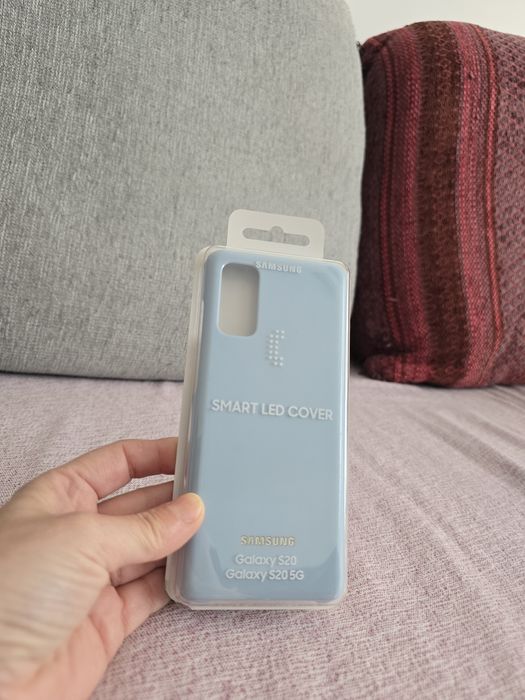 SAMSUNG
SMART LED COVER
SAMSUNG
Galaxy S20
Galaxy S20 5G